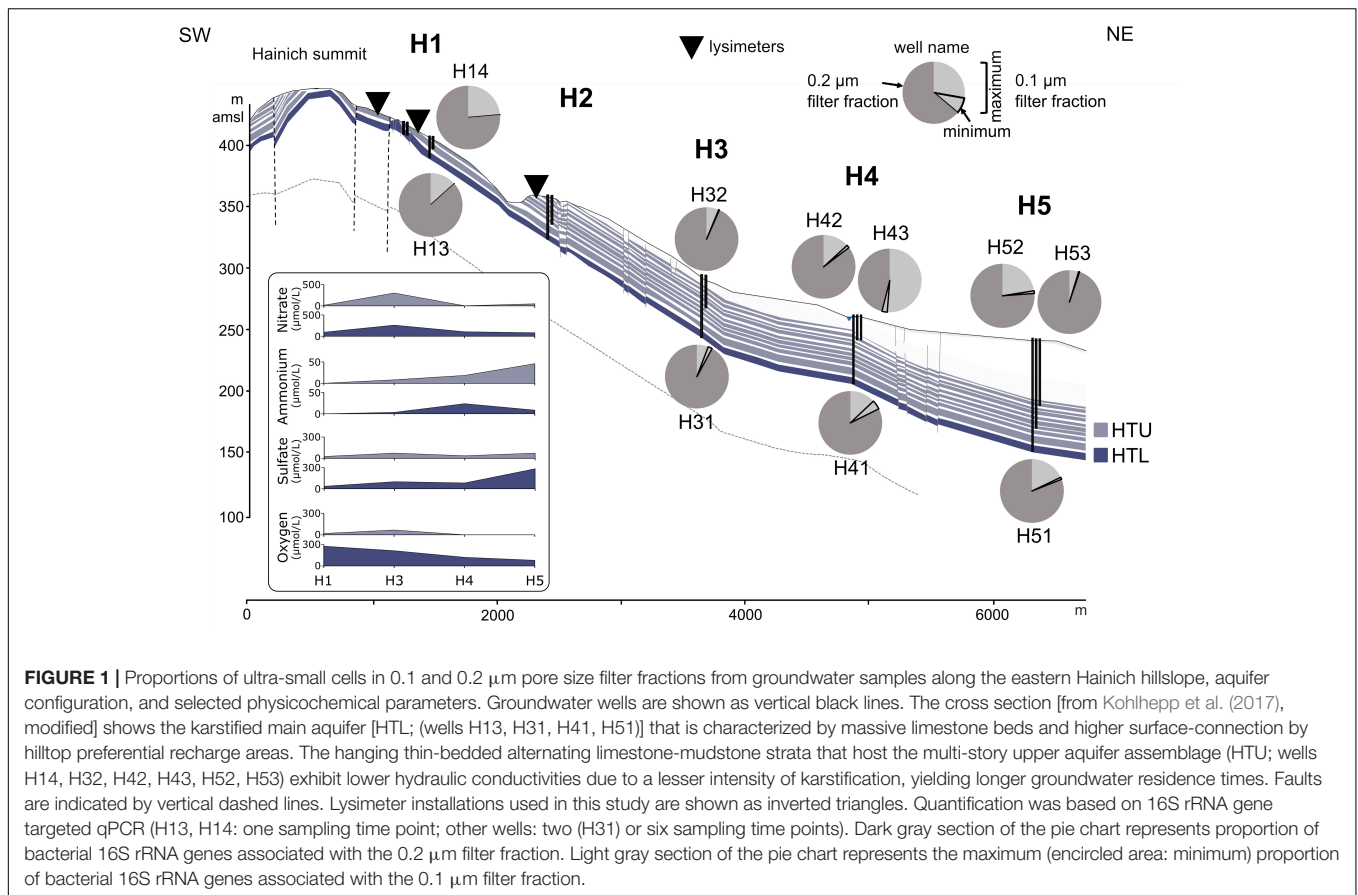 SW
NE
Hainich summit
H1
lysimeters
well name
0.2 µm
filter fraction
maximum
0.1 µm
filter fraction
minimum
H14
H2
m
amsl
400
350
300
250
200
150
100
H13
H3
H32
H31
H4
H42
H43
H41
H5
H52
H53
H51
HTU
HTL
Nitrate
(µmol/L)
500
0
500
0
Ammonium
(µmol/L)
50
0
50
0
Sulfate
(µmol/L)
300
0
300
0
Oxygen
(µmol/L)
300
0
300
0
H1 H3 H4 H5
0 2000 4000 6000 m
FIGURE 1 | Proportions of ultra-small cells in 0.1 and 0.2 µm pore size filter fractions from groundwater samples along the eastern Hainich hillslope, aquifer
configuration, and selected physicochemical parameters. Groundwater wells are shown as vertical black lines. The cross section [from Kohlhepp et al. (2017),
modified] shows the karstified main aquifer [HTL; (wells H13, H31, H41, H51)] that is characterized by massive limestone beds and higher surface-connection by
hilltop preferential recharge areas. The hanging thin-bedded alternating limestone-mudstone strata that host the multi-story upper aquifer assemblage (HTU; wells
H14, H32, H42, H43, H52, H53) exhibit lower hydraulic conductivities due to a lesser intensity of karstification, yielding longer groundwater residence times. Faults
are indicated by vertical dashed lines. Lysimeter installations used in this study are shown as inverted triangles. Quantification was based on 16S rRNA gene
targeted qPCR (H13, H14: one sampling time point; other wells: two (H31) or six sampling time points). Dark gray section of the pie chart represents proportion of
bacterial 16S rRNA genes associated with the 0.2 µm filter fraction. Light gray section of the pie chart represents the maximum (encircled area: minimum) proportion
of bacterial 16S rRNA genes associated with the 0.1 µm filter fraction.